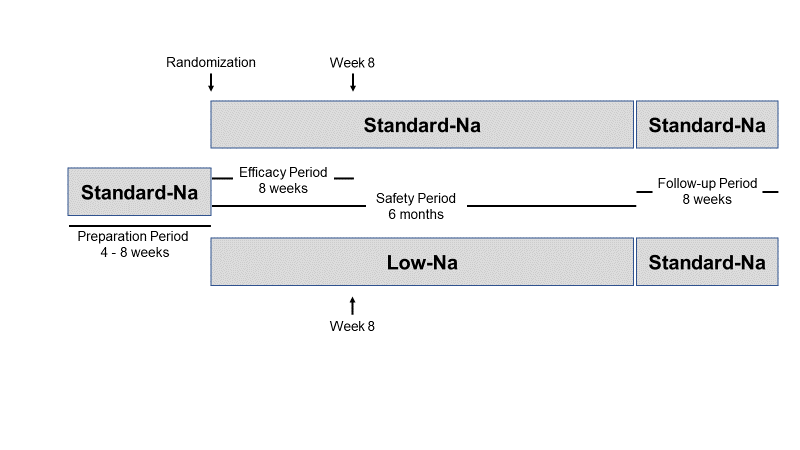 Randomization
Week 8
Standard-Na
Standard-Na
Efficacy Period
8 weeks
Standard-Na
Safety Period
6 months
Follow-up Period
8 weeks
Preparation Period
4 - 8 weeks
Low-Na
Standard-Na
Week 8